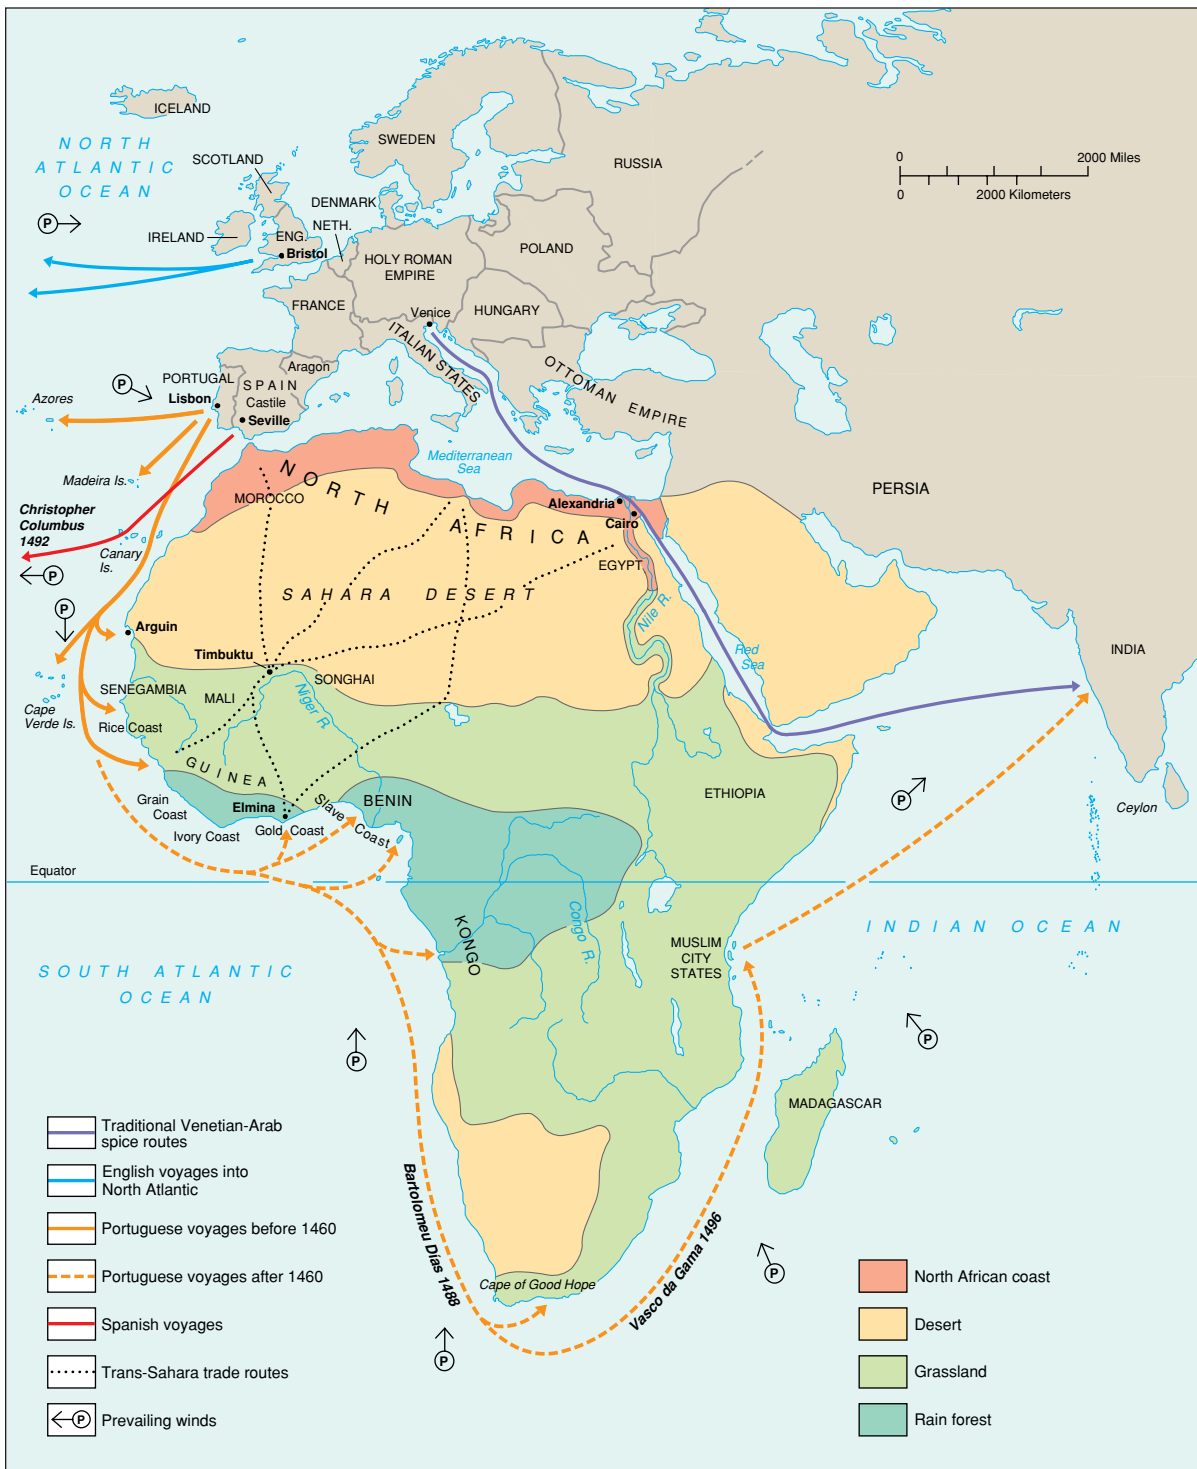 ICELAND
NORTH
ATLANTIC
OCEAN
SCOTLAND
SWEDEN
RUSSIA
0
2000 Miles
0
2000 Kilometers
P
IRELAND
ENG.
Bristol
DENMARK
NETH.
HOLY ROMAN
EMPIRE
POLAND
FRANCE
Venice
HUNGARY
ITALIAN STATES
OTTOMAN EMPIRE
P
PORTUGAL
Lisbon
SPAIN
Castile
Aragon
Seville
Azores
Madeira Is.
Mediterranean
Sea
PERSIA
Christopher
Columbus
1492
P
Canary
Is.
MOROCCO
NORTH AFRICA
Alexandria
Cairo
EGYPT
SAHARA DESERT
Nile R.
P
Arguin
Red
Sea
INDIA
Timbuktu
SENEGAMBIA
MALI
SONGHAI
Niger R.
Cape
Verde Is.
Rice Coast
GUINEA
Grain
Coast
Ivory Coast
Elmina
Gold Coast
Slave Coast
BENIN
ETHIOPIA
P
Ceylon
Equator
KONGO
Congo R.
MUSLIM
CITY
STATES
INDIAN OCEAN
SOUTH ATLANTIC
OCEAN
P
P
MADAGASCAR
Bartolomeu Días 1488
Vasco da Gama 1496
Cape of Good Hope
P
P
Traditional Venetian-Arab
spice routes
English voyages into
North Atlantic
Portuguese voyages before 1460
Portuguese voyages after 1460
Spanish voyages
Trans-Sahara trade routes
P
Prevailing winds
North African coast
Desert
Grassland
Rain forest